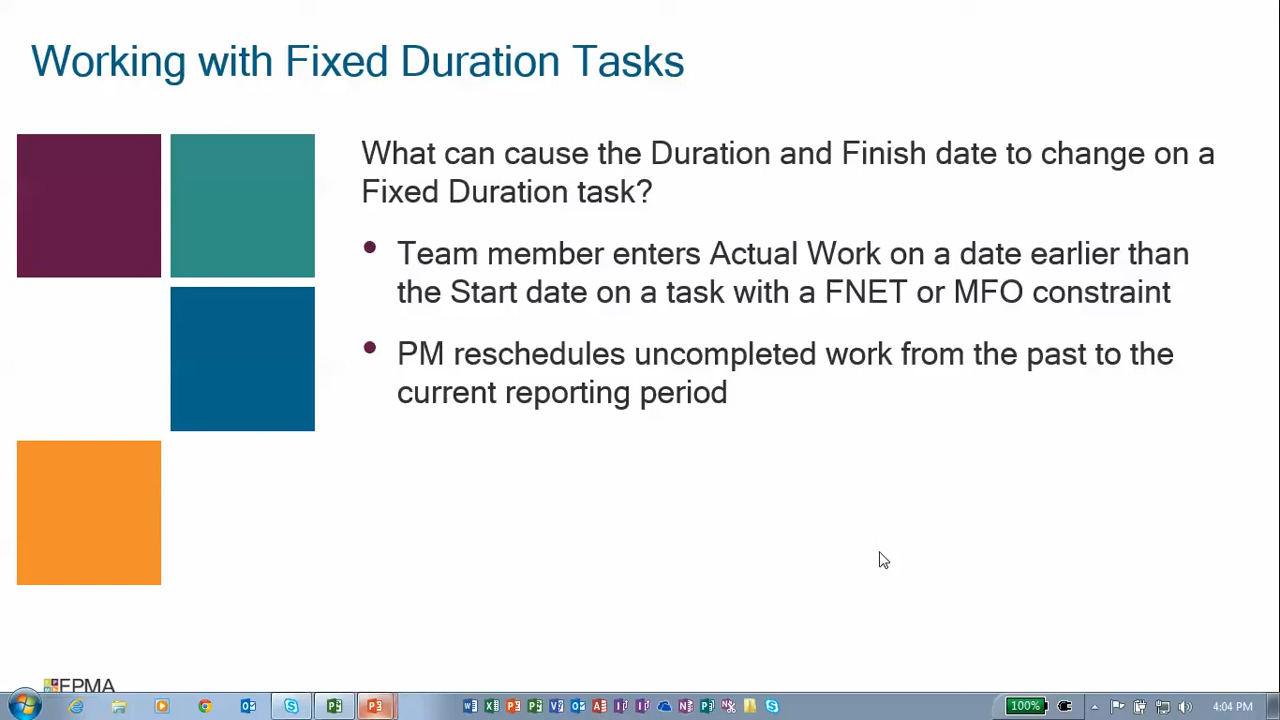 Working with Fixed Duration Tasks
What can cause the Duration and Finish date to change on a
Fixed Duration task?
• Team member enters Actual Work on a date earlier than
the Start date on a task with a FNET or MFO constraint
• PM reschedules uncompleted work from the past to the
current reporting period
EPMA
100%
4:04 PM